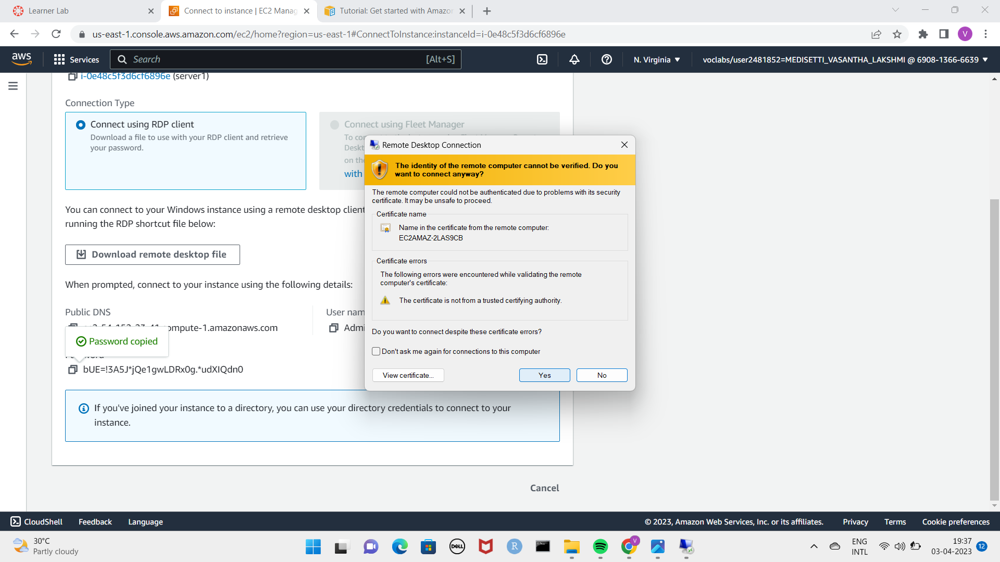 Learner Lab
Connect to instance | EC2 Manag
Tutorial: Get started with Amazon
us-east-1.console.aws.amazon.com/ec2/home?region=us-east-1#ConnectToInstance:instanceId=i-0e48c5f3d6cf6896e
V
aws
Services
Search
[Alt+S]
N. Virginia
voclabs/user2481852=MEDISETTI_VASANTHA_LAKSHMI @ 6908-1366-6639
i-0e48c5f3d6cf6896e (server1)
Connection Type
Connect using RDP client
Download a file to use with your RDP client and retrieve
your password.
Connect using Fleet Manager
on the
with
You can connect to your Windows instance using a remote desktop client
running the RDP shortcut file below:
Download remote desktop file
When prompted, connect to your instance using the following details:
Public DNS
compute-1.amazonaws.com
User nam
Admi
Password copied
bUE=!3A5J*jQe1gwLDRx0g.*udXIQdn0
If you've joined your instance to a directory, you can use your directory credentials to connect to your
instance.
Cancel
Remote Desktop Connection
The identity of the remote computer cannot be verified. Do you
want to connect anyway?
The remote computer could not be authenticated due to problems with its security
certificate. It may be unsafe to proceed.
Certificate name
Name in the certificate from the remote computer:
EC2AMAZ-2LAS9CB
Certificate errors
The following errors were encountered while validating the remote
computer's certificate:
The certificate is not from a trusted certifying authority.
Do you want to connect despite these certificate errors?
Don't ask me again for connections to this computer
View certificate...
Yes
No
CloudShell
Feedback
Language
© 2023, Amazon Web Services, Inc. or its affiliates.
Privacy
Terms
Cookie preferences
30°C
Partly cloudy
DELL
R
V
ENG
INTL
19:37
03-04-2023
12